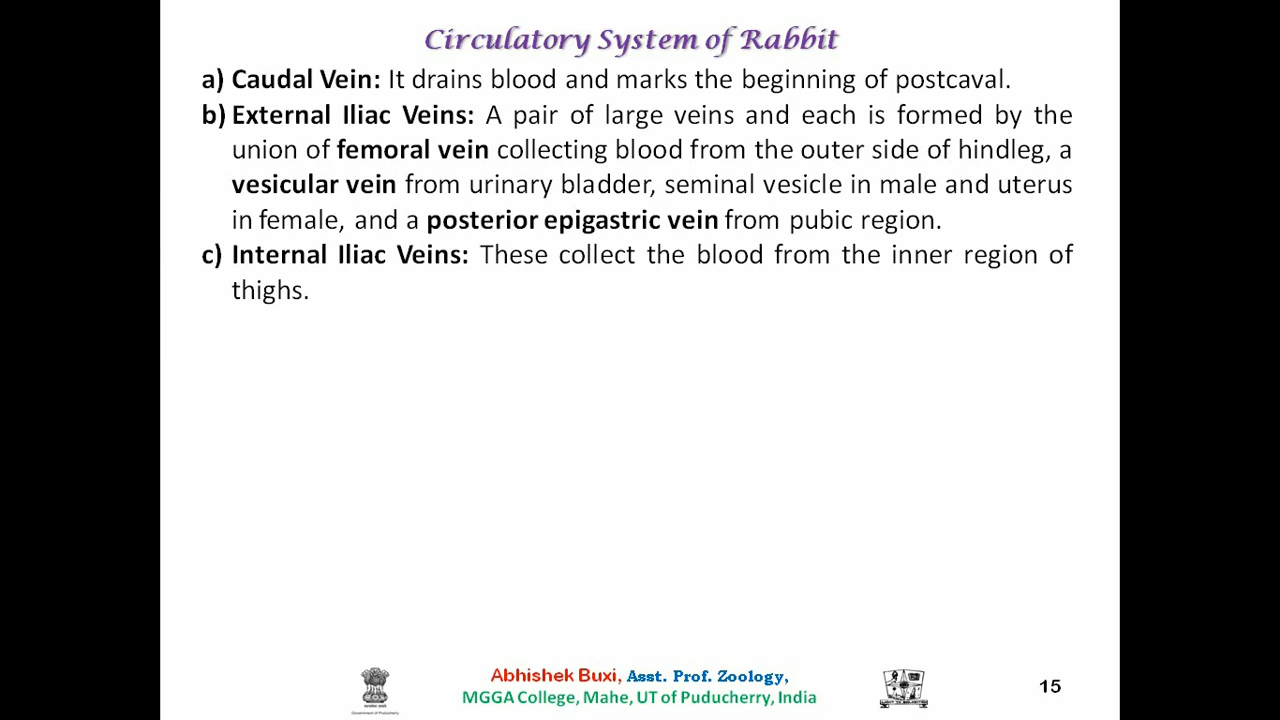 Circulatory System of Rabbit
a) Caudal Vein: It drains blood and marks the beginning of postcaval.
b) External Iliac Veins: A pair of large veins and each is formed by the
union of femoral vein collecting blood from the outer side of hindleg, a
vesicular vein from urinary bladder, seminal vesicle in male and uterus
in female, and a posterior epigastric vein from pubic region.
c) Internal Iliac Veins: These collect the blood from the inner region of
thighs.
Abhishek Buxi, Asst. Prof. Zoology,
MGGA College, Mahe, UT of Puducherry, India
Government of Puducherry
15